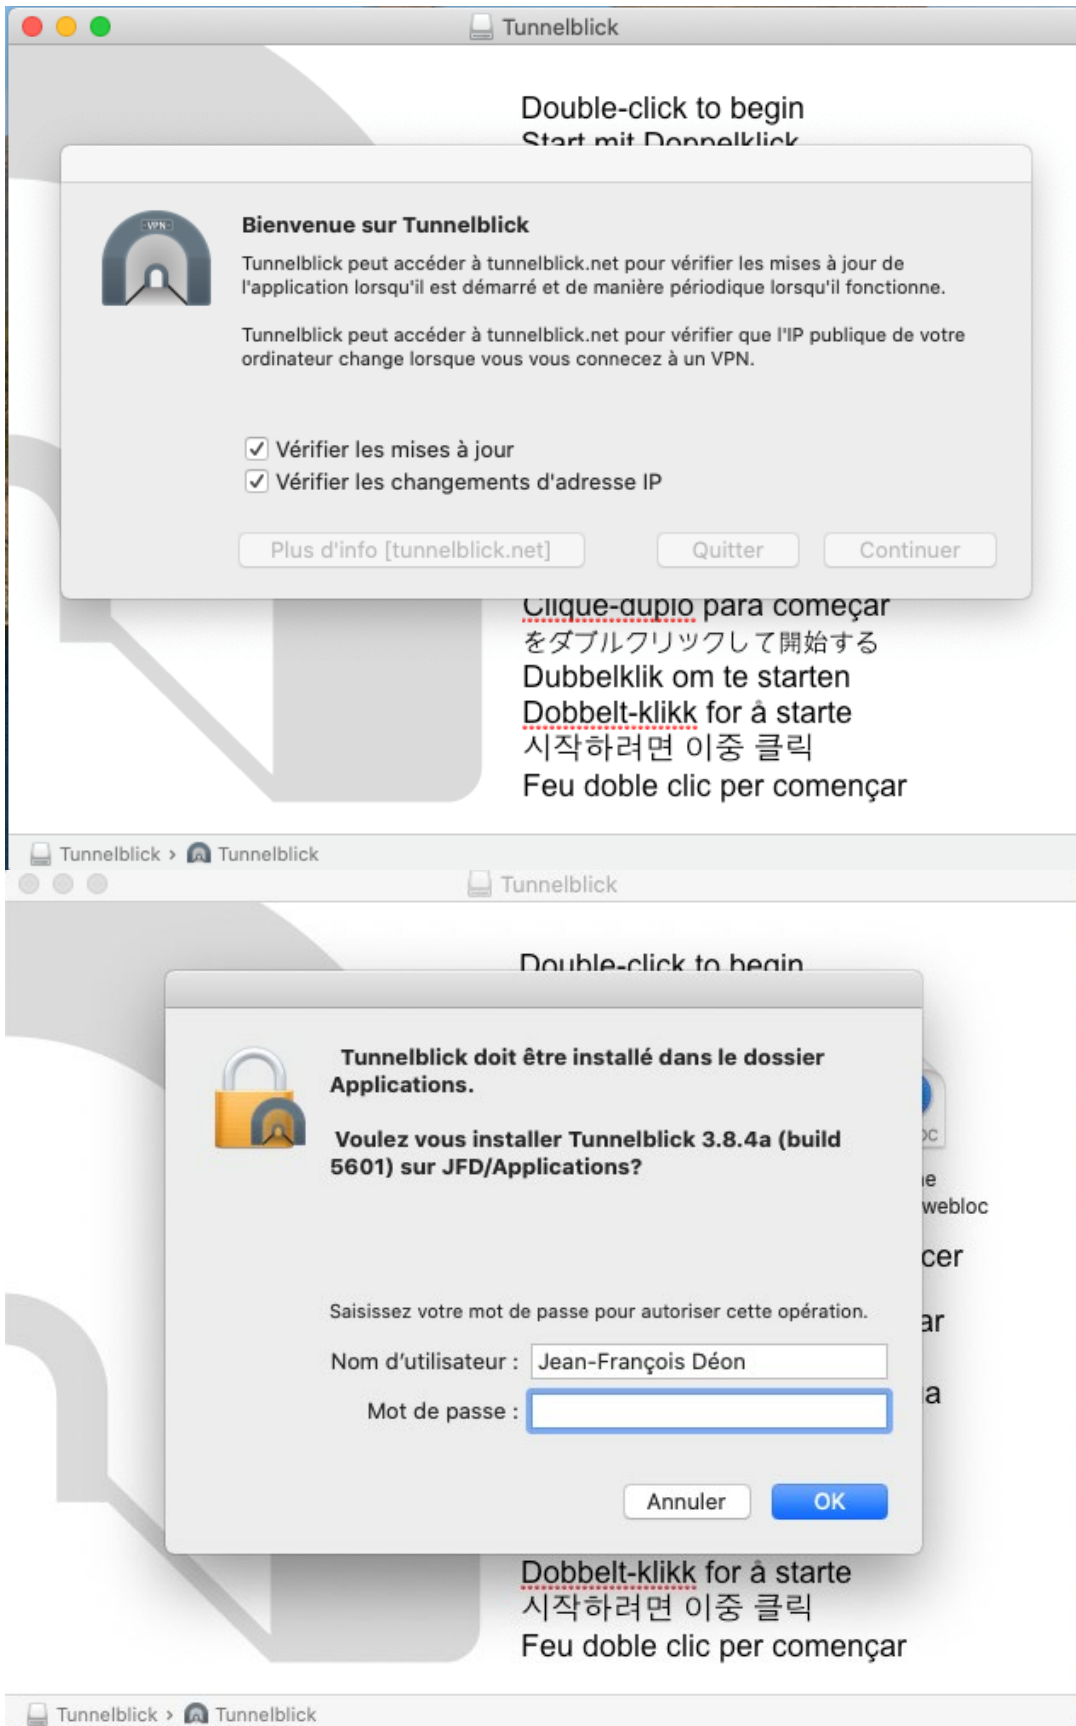 Tunnelblick
Double-click to begin
Start mit Doppelklick
VPN
Bienvenue sur Tunnelblick
Tunnelblick peut accéder à tunnelblick.net pour vérifier les mises à jour de
l'application lorsqu'il est démarré et de manière périodique lorsqu'il fonctionne.
Tunnelblick peut accéder à tunnelblick.net pour vérifier que l'IP publique de votre
ordinateur change lorsque vous vous connecez à un VPN.
Vérifier les mises à jour
Vérifier les changements d'adresse IP
Plus d'info [tunnelblick.net]
Quitter
Continuer
Clique-duplo para começar
をダブルクリックして開始する
Dubbelklik om te starten
Dobbelt-klikk for å starte
시작하려면 이중 클릭
Feu doble clic per començar
Tunnelblick › Tunnelblick
Tunnelblick
Double-click to begin
Tunnelblick doit être installé dans le dossier
Applications.
Voulez vous installer Tunnelblick 3.8.4a (build
5601) sur JFD/Applications?
webloc
cer
ar
Saisissez votre mot de passe pour autoriser cette opération.
Nom d'utilisateur : Jean-François Déon
Mot de passe :
Annuler
OK
Dobbelt-klikk for å starte
시작하려면 이중 클릭
Feu doble clic per començar
Tunnelblick › Tunnelblick